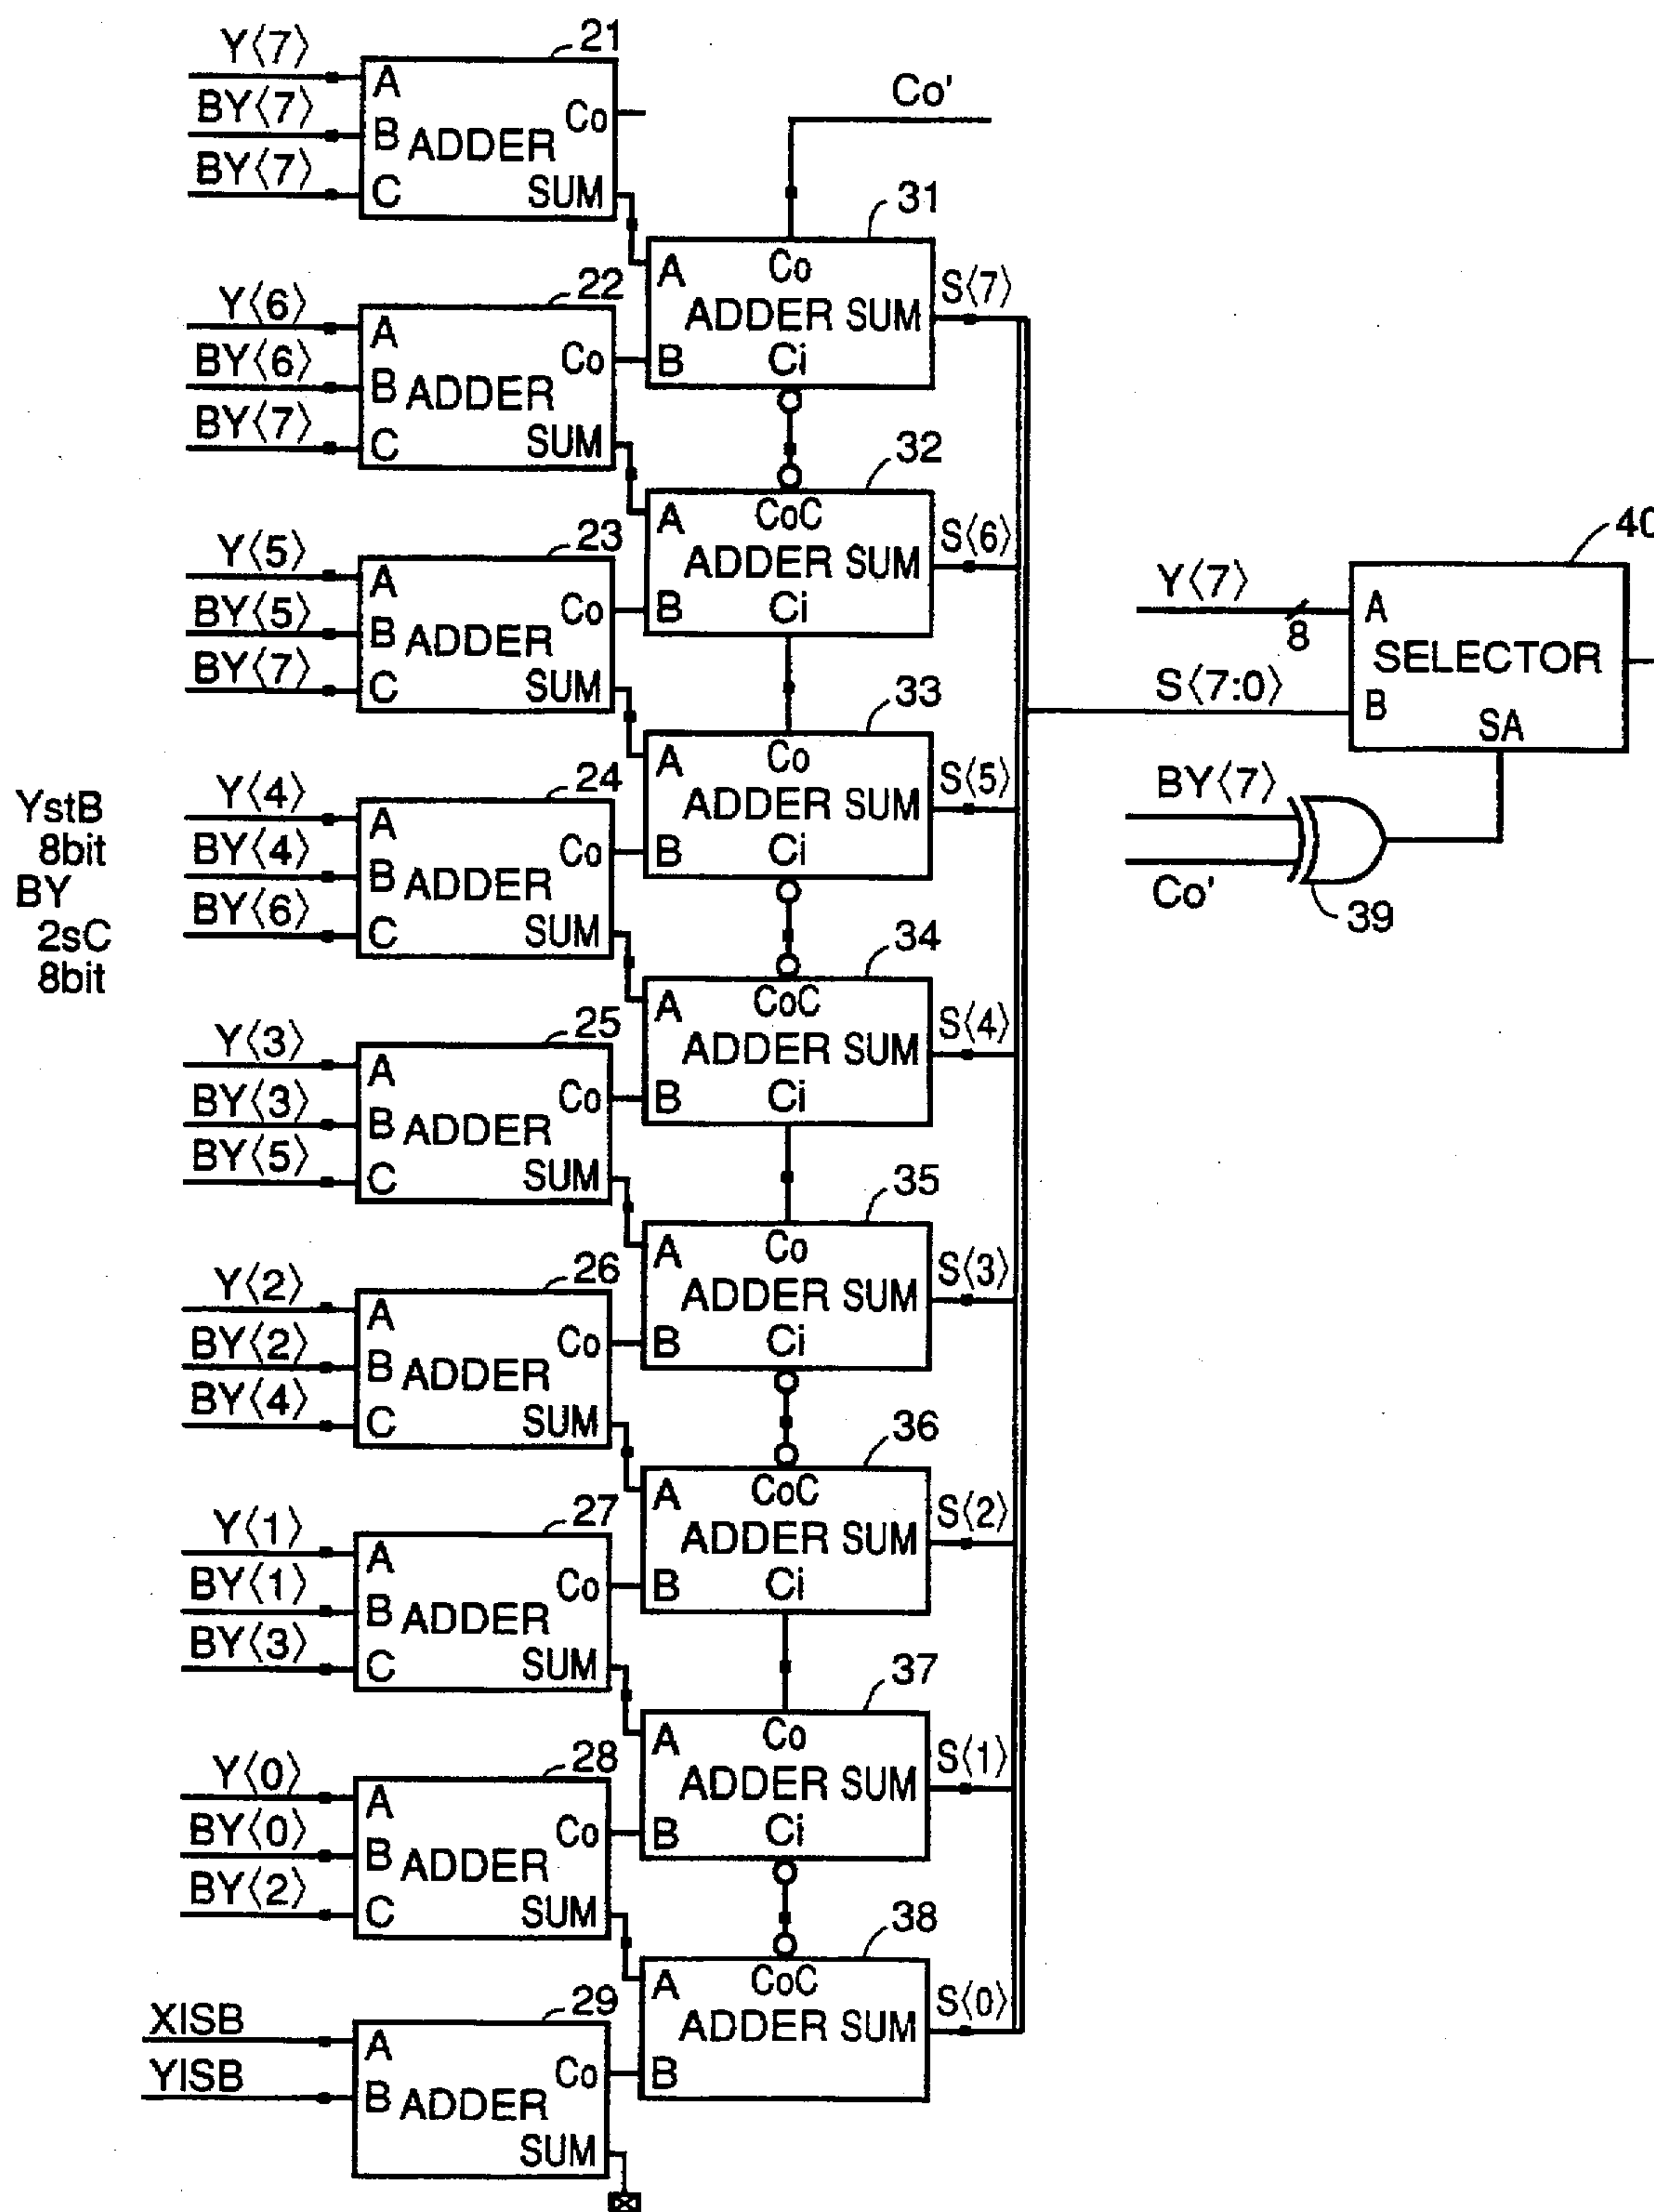 21
Y⟨7⟩
A
BY⟨7⟩
B
ADDER
Co
BY⟨7⟩
C
SUM
Co'
31
A
Co
ADDER SUM
S⟨7⟩
B
Ci
22
Y⟨6⟩
A
BY⟨6⟩
B
ADDER
Co
BY⟨7⟩
C
SUM
32
A
CoC
ADDER SUM
S⟨6⟩
B
Ci
23
Y⟨5⟩
A
BY⟨5⟩
B
ADDER
Co
BY⟨7⟩
C
SUM
33
A
Co
ADDER SUM
S⟨5⟩
B
Ci
YstB
8bit
BY
2sC
8bit
24
Y⟨4⟩
A
BY⟨4⟩
B
ADDER
Co
BY⟨6⟩
C
SUM
34
A
CoC
ADDER SUM
S⟨4⟩
B
Ci
25
Y⟨3⟩
A
BY⟨3⟩
B
ADDER
Co
BY⟨5⟩
C
SUM
35
A
Co
ADDER SUM
S⟨3⟩
B
Ci
26
Y⟨2⟩
A
BY⟨2⟩
B
ADDER
Co
BY⟨4⟩
C
SUM
36
A
CoC
ADDER SUM
S⟨2⟩
B
Ci
27
Y⟨1⟩
A
BY⟨1⟩
B
ADDER
Co
BY⟨3⟩
C
SUM
37
A
Co
ADDER SUM
S⟨1⟩
B
Ci
28
Y⟨0⟩
A
BY⟨0⟩
B
ADDER
Co
BY⟨2⟩
C
SUM
38
A
CoC
ADDER SUM
S⟨0⟩
B
29
XISB
A
YISB
B
ADDER
Co
SUM
40
Y⟨7⟩
8
A
SELECTOR
S⟨7:0⟩
B
SA
BY⟨7⟩
Co'
39